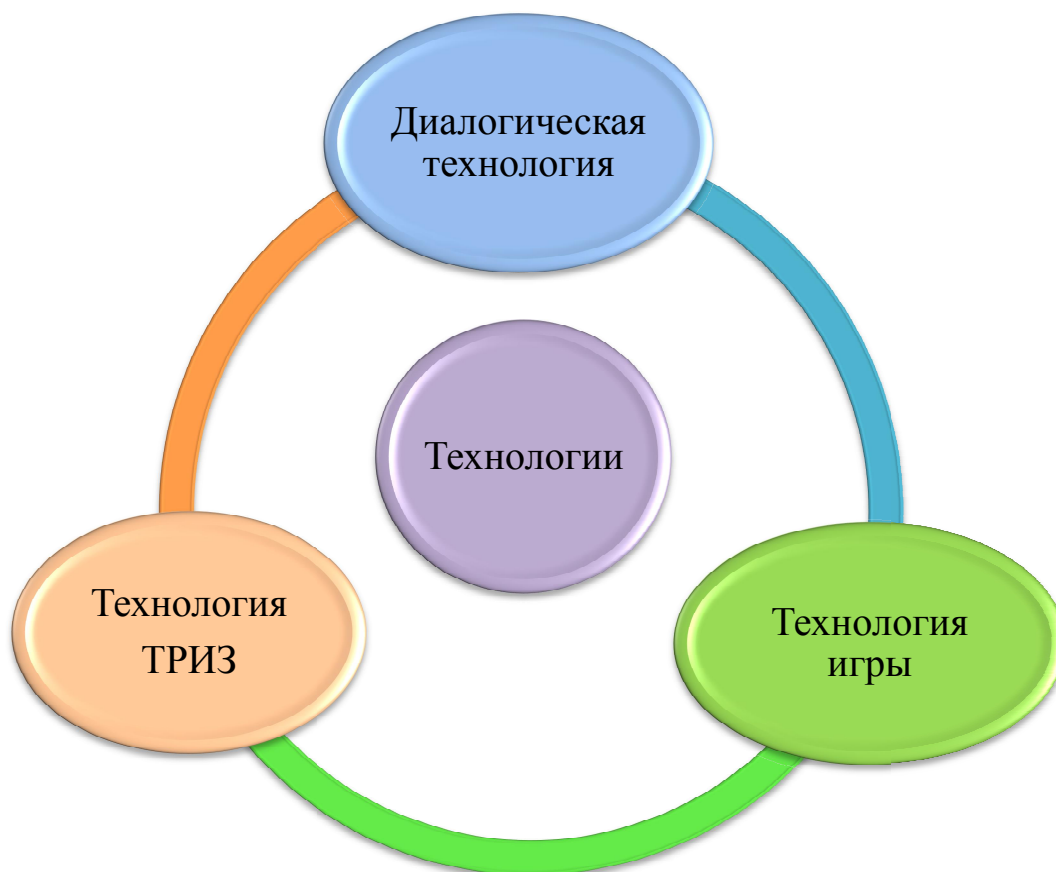 Диалогическая
технология
Технологии
Технология
ТРИЗ
Технология
игры